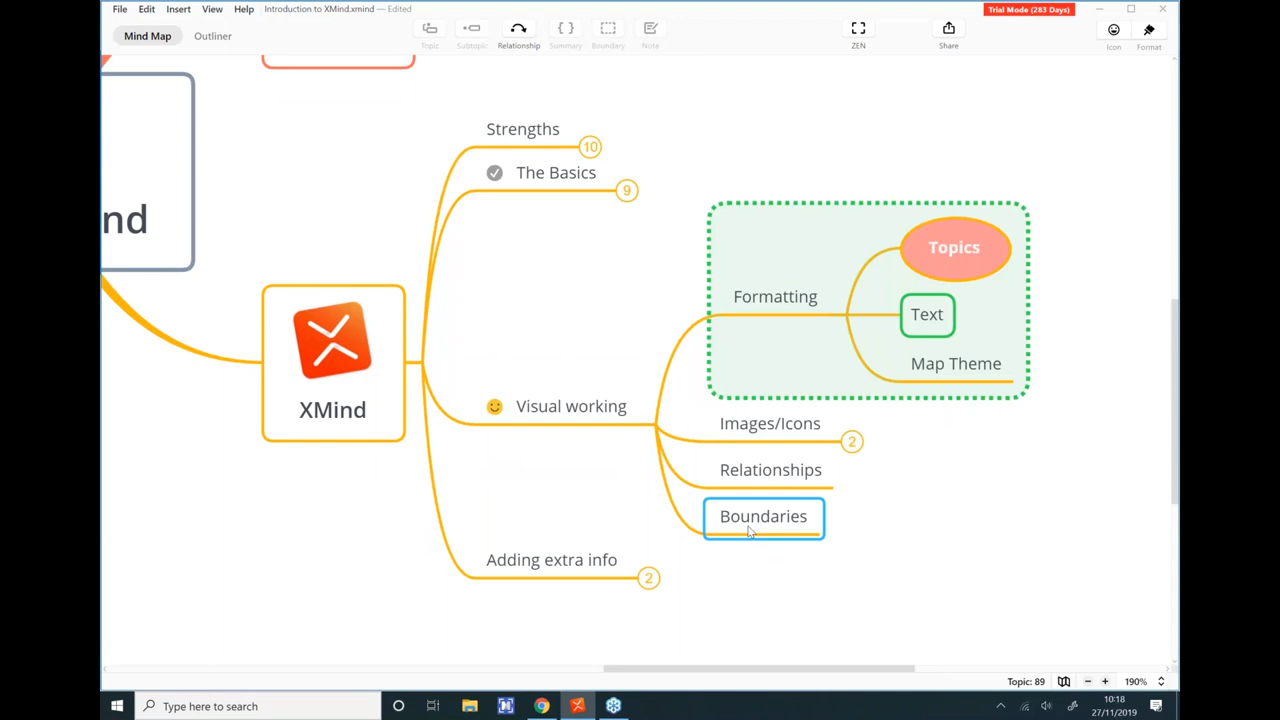 File Edit Insert View Help Introduction to XMind.xmind — Edited Trial Mode (283 Days)
Mind Map Outliner
Topic Subtopic Relationship Summary Boundary Note ZEN Share Icon Format
nd
XMind
Strengths 10
The Basics 9
Visual working
Adding extra info 2
Formatting
Topics
Text
Map Theme
Images/Icons 2
Relationships
Boundaries
Topic: 89 190%
Type here to search
10:18
27/11/2019